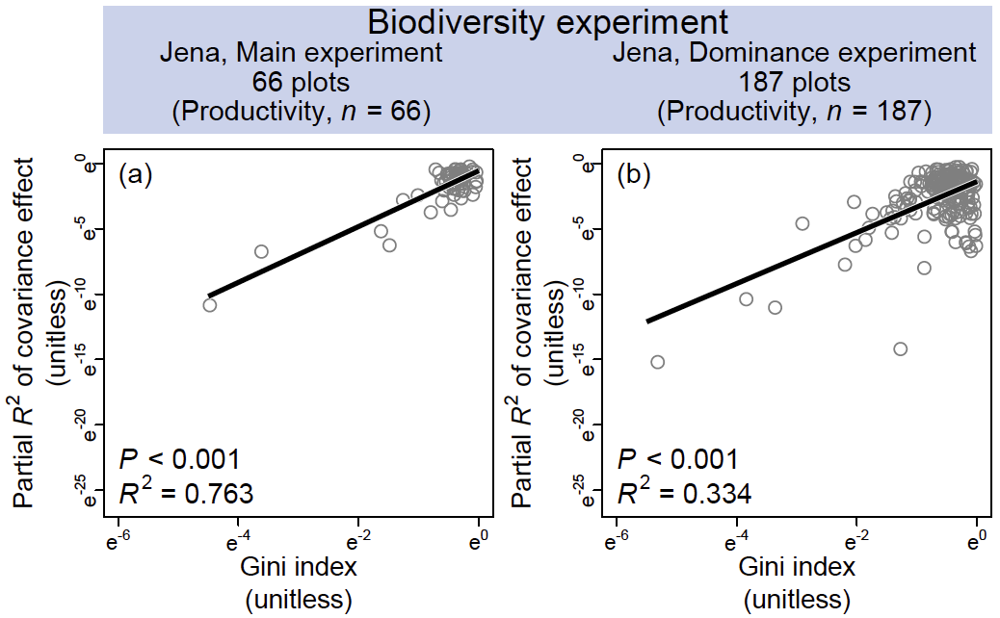 Biodiversity experiment
Jena, Main experiment
66 plots
(Productivity, n = 66)
Jena, Dominance experiment
187 plots
(Productivity, n = 187)
Partial R² of covariance effect
(unitless)
e⁰
e⁻⁵
e⁻¹⁰
e⁻¹⁵
e⁻²⁰
e⁻²⁵
(a)
P < 0.001
R² = 0.763
e⁻⁶
e⁻⁴
e⁻²
e⁰
Gini index
(unitless)
Partial R² of covariance effect
(unitless)
e⁰
e⁻⁵
e⁻¹⁰
e⁻¹⁵
e⁻²⁰
e⁻²⁵
(b)
P < 0.001
R² = 0.334
e⁻⁶
e⁻⁴
e⁻²
e⁰
Gini index
(unitless)